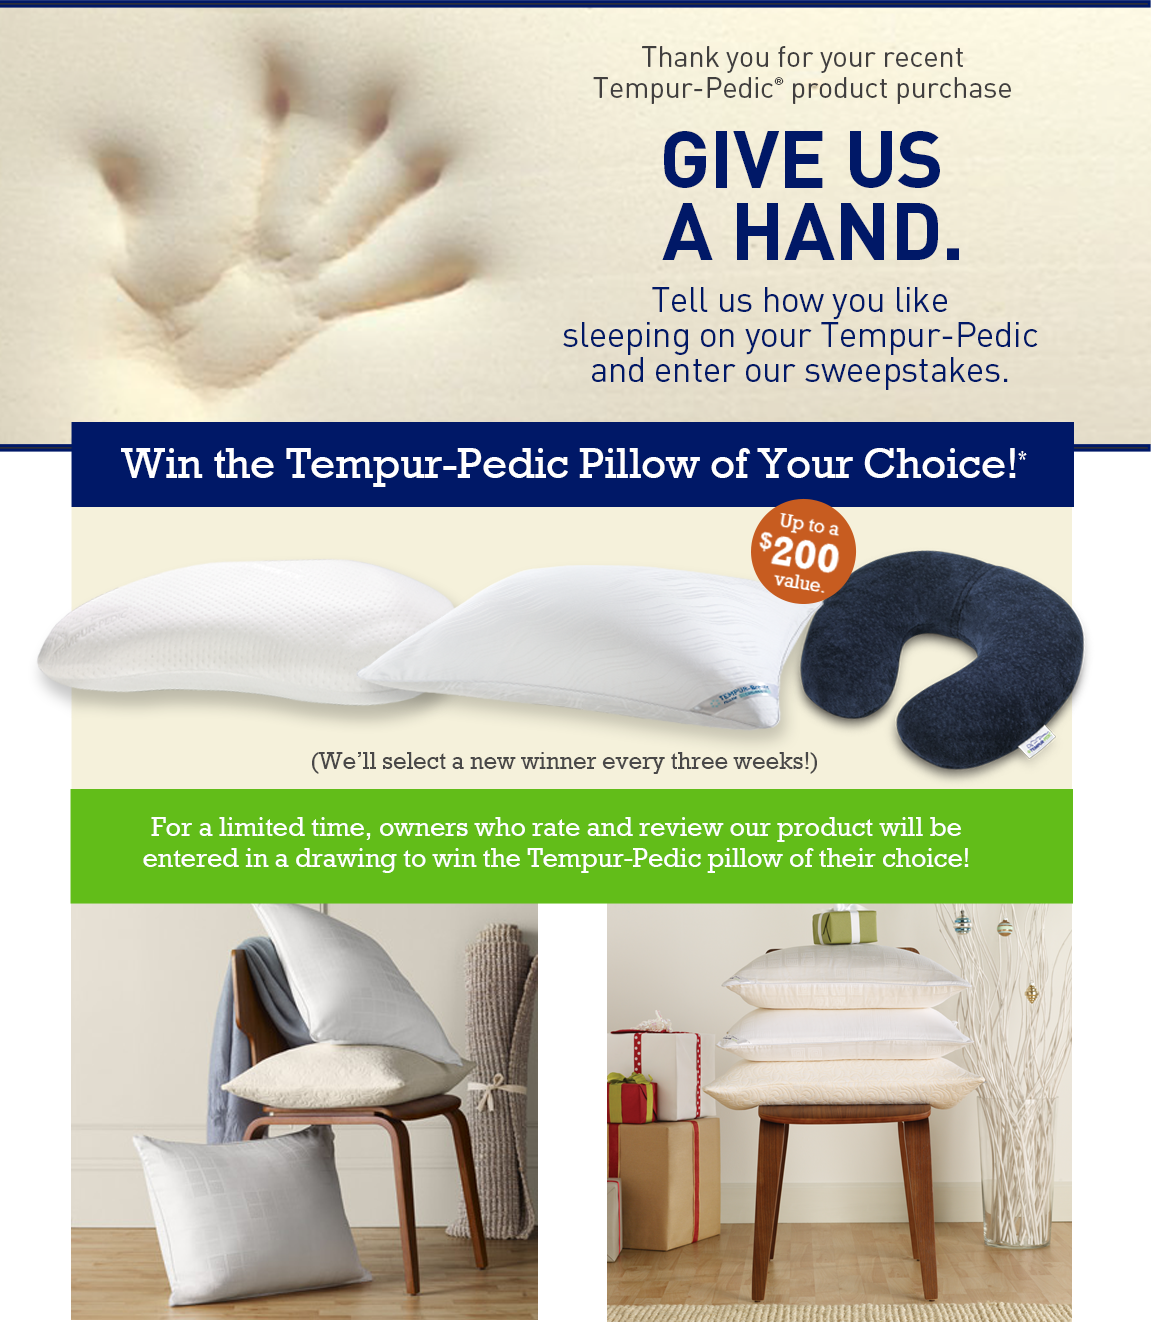 Thank you for your recent
Tempur-Pedic® product purchase
GIVE US
A HAND.
Tell us how you like
sleeping on your Tempur-Pedic
and enter our sweepstakes.
Win the Tempur-Pedic Pillow of Your Choice!*
Up to a
$200
value.
(We'll select a new winner every three weeks!)
For a limited time, owners who rate and review our product will be
entered in a drawing to win the Tempur-Pedic pillow of their choice!